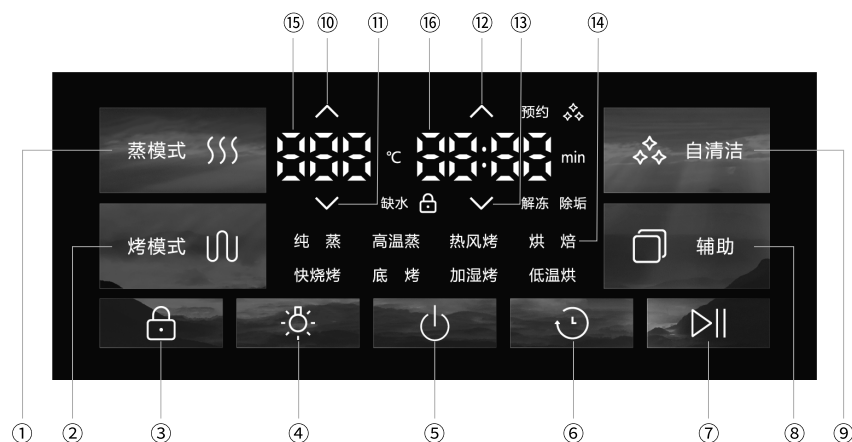 ⑮ ⑩ ⑪ ⑯ ⑫ ⑬ ⑭
预约
蒸模式
888 ℃ 88:88 min
自清洁
缺水
解冻 除垢
烤模式
纯 蒸 高温蒸 热风烤 烘 焙
辅助
快烧烤 底 烤 加湿烤 低温烘
① ② ③ ④ ⑤ ⑥ ⑦ ⑧ ⑨